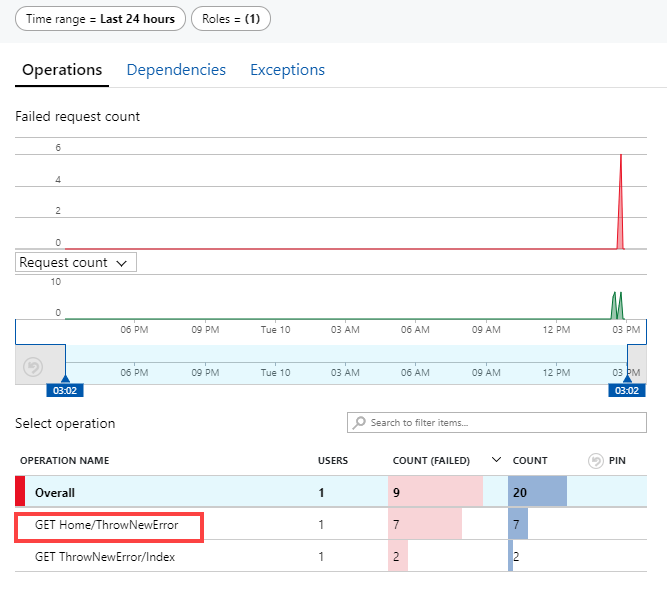 Time range = Last 24 hours Roles = (1)
Operations Dependencies Exceptions
Failed request count
6
4
2
0
Request count
10
0
06 PM 09 PM Tue 10 03 AM 06 AM 09 AM 12 PM 03 PM
06 PM 09 PM Tue 10 03 AM 06 AM 09 AM 12 PM 03 PM
03:02 03:02
Select operation Search to filter items...
OPERATION NAME USERS COUNT (FAILED) COUNT PIN
Overall 1 9 20
GET Home/ThrowNewError 1 7 7
GET ThrowNewError/Index 1 2 2